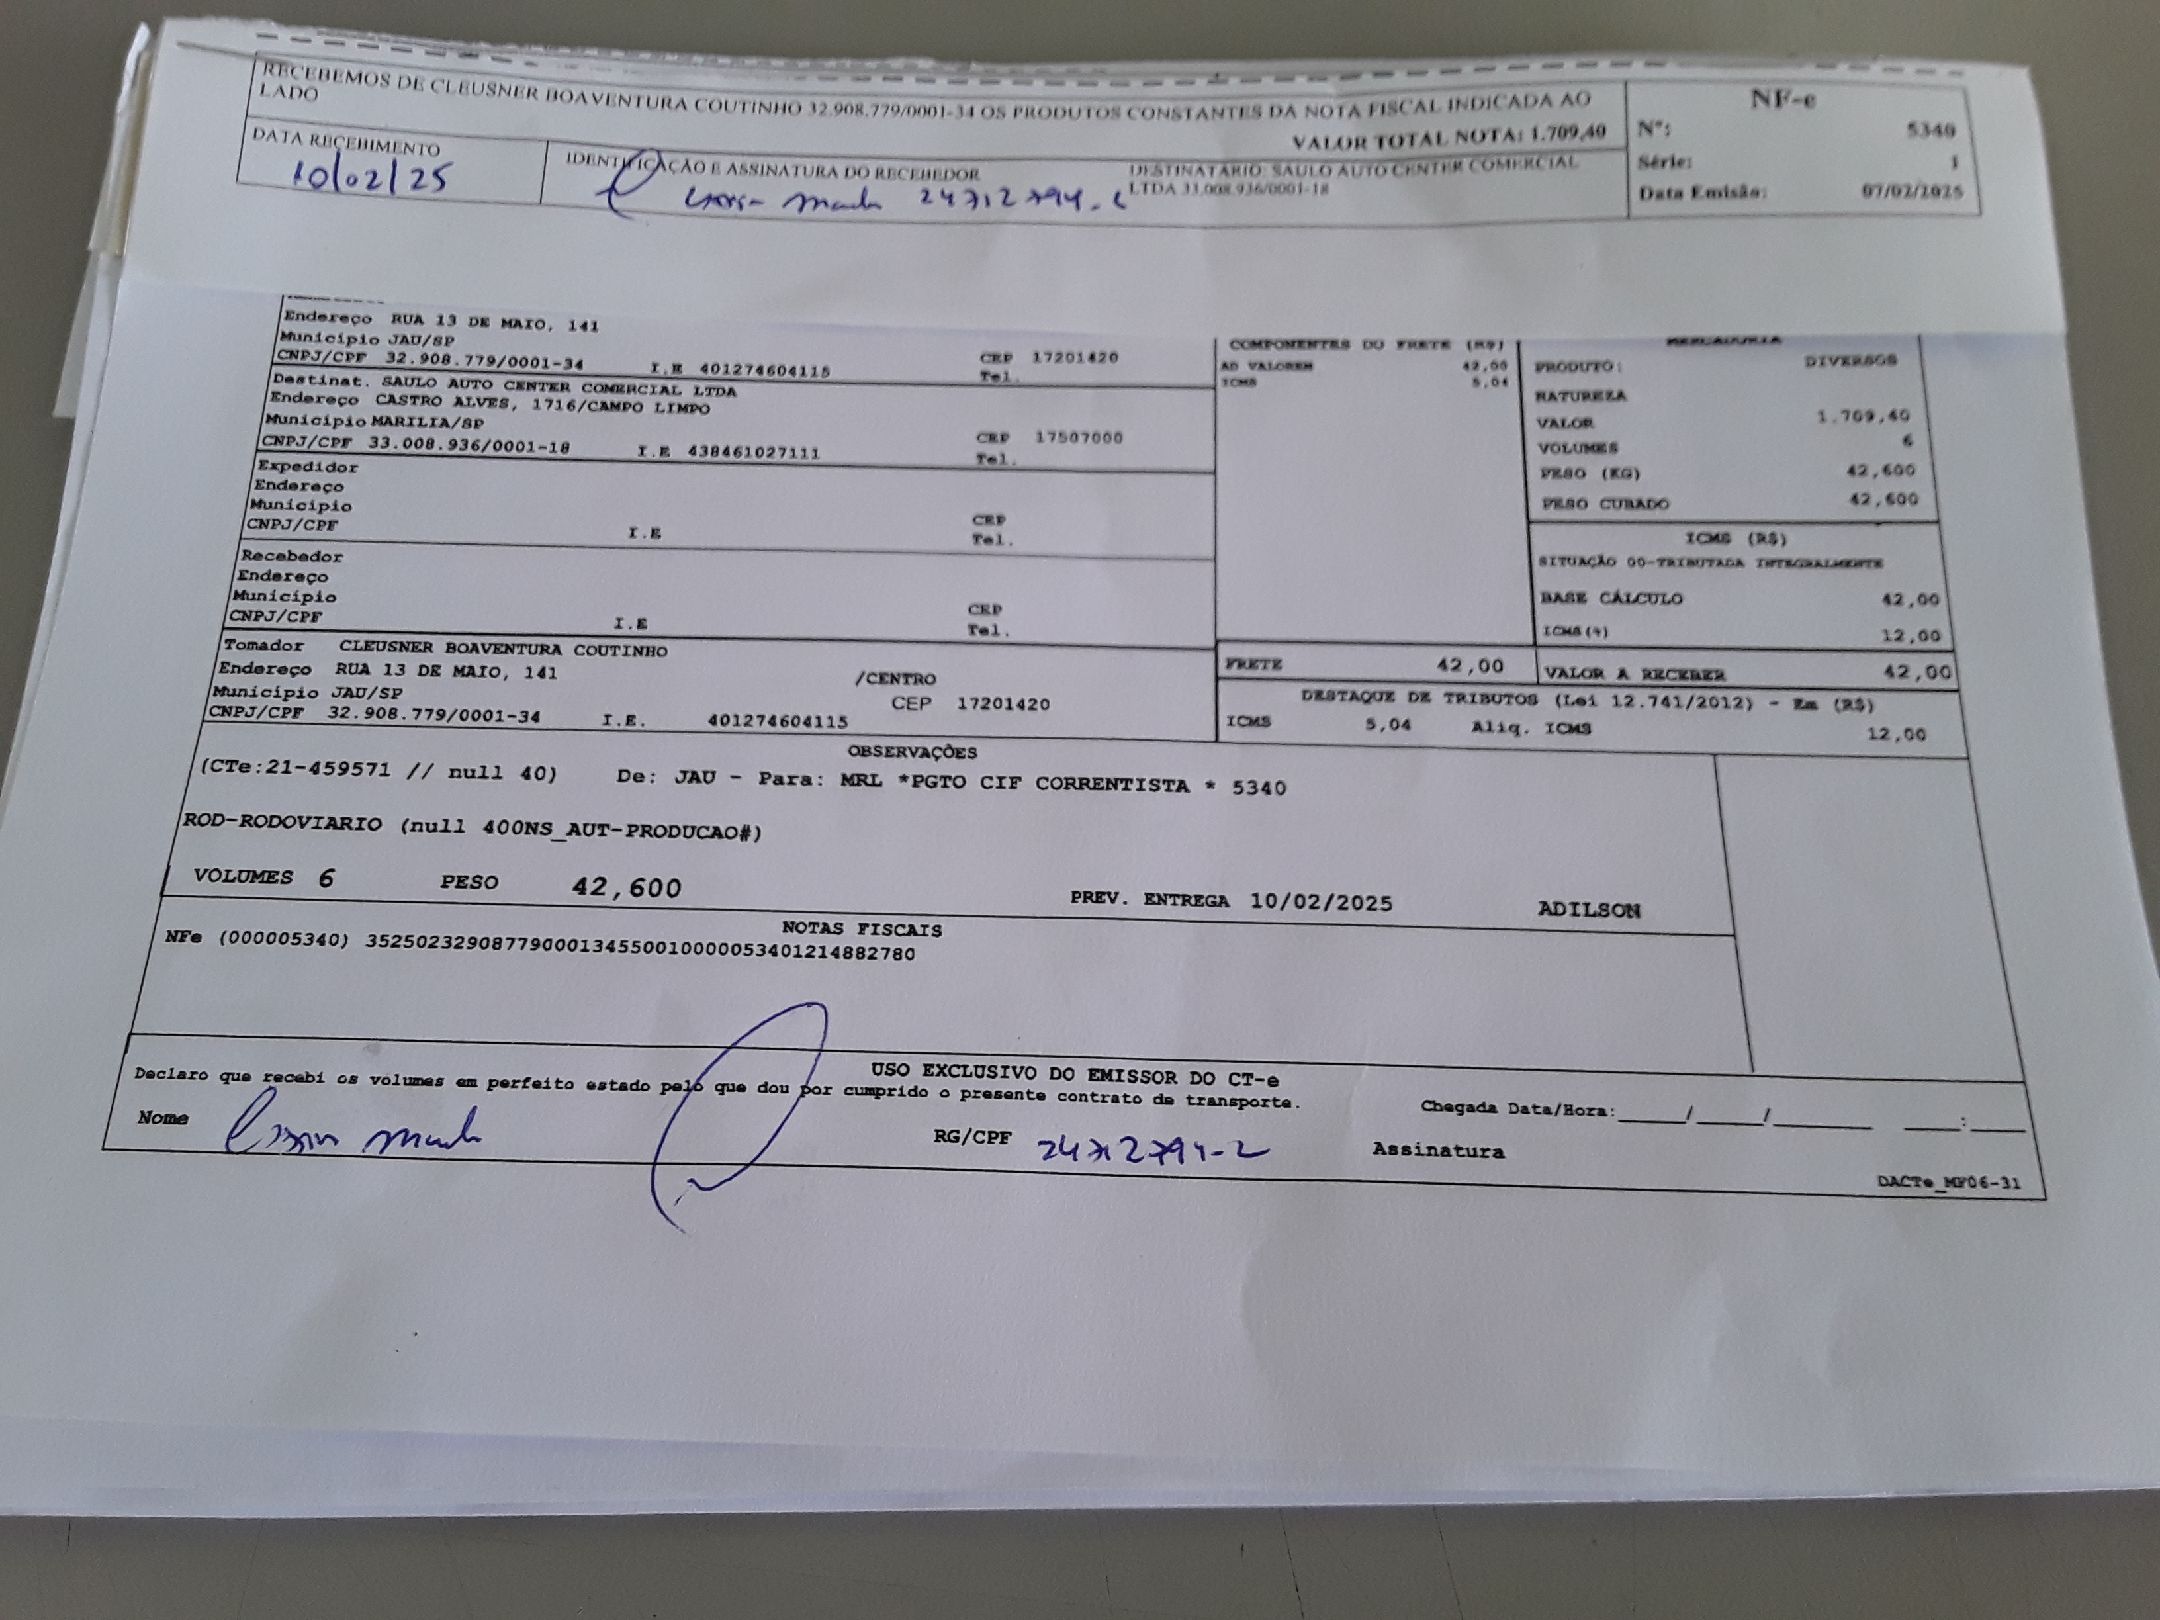 RECEBEMOS DE CLEUSNER BOAVENTURA COUTINHO 32.908.779/0001-34 OS PRODUTOS CONSTANTES DA NOTA FISCAL INDICADA AO
LADO
VALOR TOTAL NOTA: 1.709,40
NF-e
Nº: 5340
Série: 1
Data Emissão: 07/02/2025
DATA RECEBIMENTO
10/02/25
IDENTIFICAÇÃO E ASSINATURA DO RECEBEDOR
DESTINATÁRIO: SAULO AUTO CENTER COMERCIAL
LTDA 33.008.936/0001-18
Endereço RUA 13 DE MAIO, 141
Município JAU/SP
CNPJ/CPF 32.908.779/0001-34 I.E 401274604115 CEP 17201420
Tel.
Destinat. SAULO AUTO CENTER COMERCIAL LTDA
Endereço CASTRO ALVES, 1716/CAMPO LIMPO
Município MARILIA/SP
CNPJ/CPF 33.008.936/0001-18 I.E 438461027111 CEP 17507000
Tel.
Expedidor
Endereço
Município
CNPJ/CPF I.E CEP
Tel.
Recebedor
Endereço
Município
CNPJ/CPF I.E CEP
Tel.
Tomador CLEUSNER BOAVENTURA COUTINHO
Endereço RUA 13 DE MAIO, 141 /CENTRO
Município JAU/SP CEP 17201420
CNPJ/CPF 32.908.779/0001-34 I.E. 401274604115
COMPONENTES DO FRETE (R$)
AD VALOREM 42,00
ICMS 5,04
MERCADORIA
PRODUTO: DIVERSOS
NATUREZA
VALOR 1.709,40
VOLUMES 6
PESO (KG) 42,600
PESO CUBADO 42,600
ICMS (R$)
SITUAÇÃO 00-TRIBUTADA INTEGRALMENTE
BASE CÁLCULO 42,00
ICMS(%) 12,00
FRETE 42,00 VALOR A RECEBER 42,00
DESTAQUE DE TRIBUTOS (Lei 12.741/2012) - Em (R$)
ICMS 5,04 Aliq. ICMS 12,00
OBSERVAÇÕES
(CTe:21-459571 // null 40) De: JAU - Para: MRL *PGTO CIF CORRENTISTA * 5340
ROD-RODOVIARIO (null 400NS_AUT-PRODUCAO#)
VOLUMES 6 PESO 42,600 PREV. ENTREGA 10/02/2025 ADILSON
NOTAS FISCAIS
NFe (000005340) 35250232908779000134550010000053401214882780
USO EXCLUSIVO DO EMISSOR DO CT-e
Declaro que recebi os volumes em perfeito estado pelo que dou por cumprido o presente contrato de transporte.
Chegada Data/Hora:_____/_____/_______ ____:____
Nome RG/CPF 24712794-2 Assinatura
DACTe_MF06-31